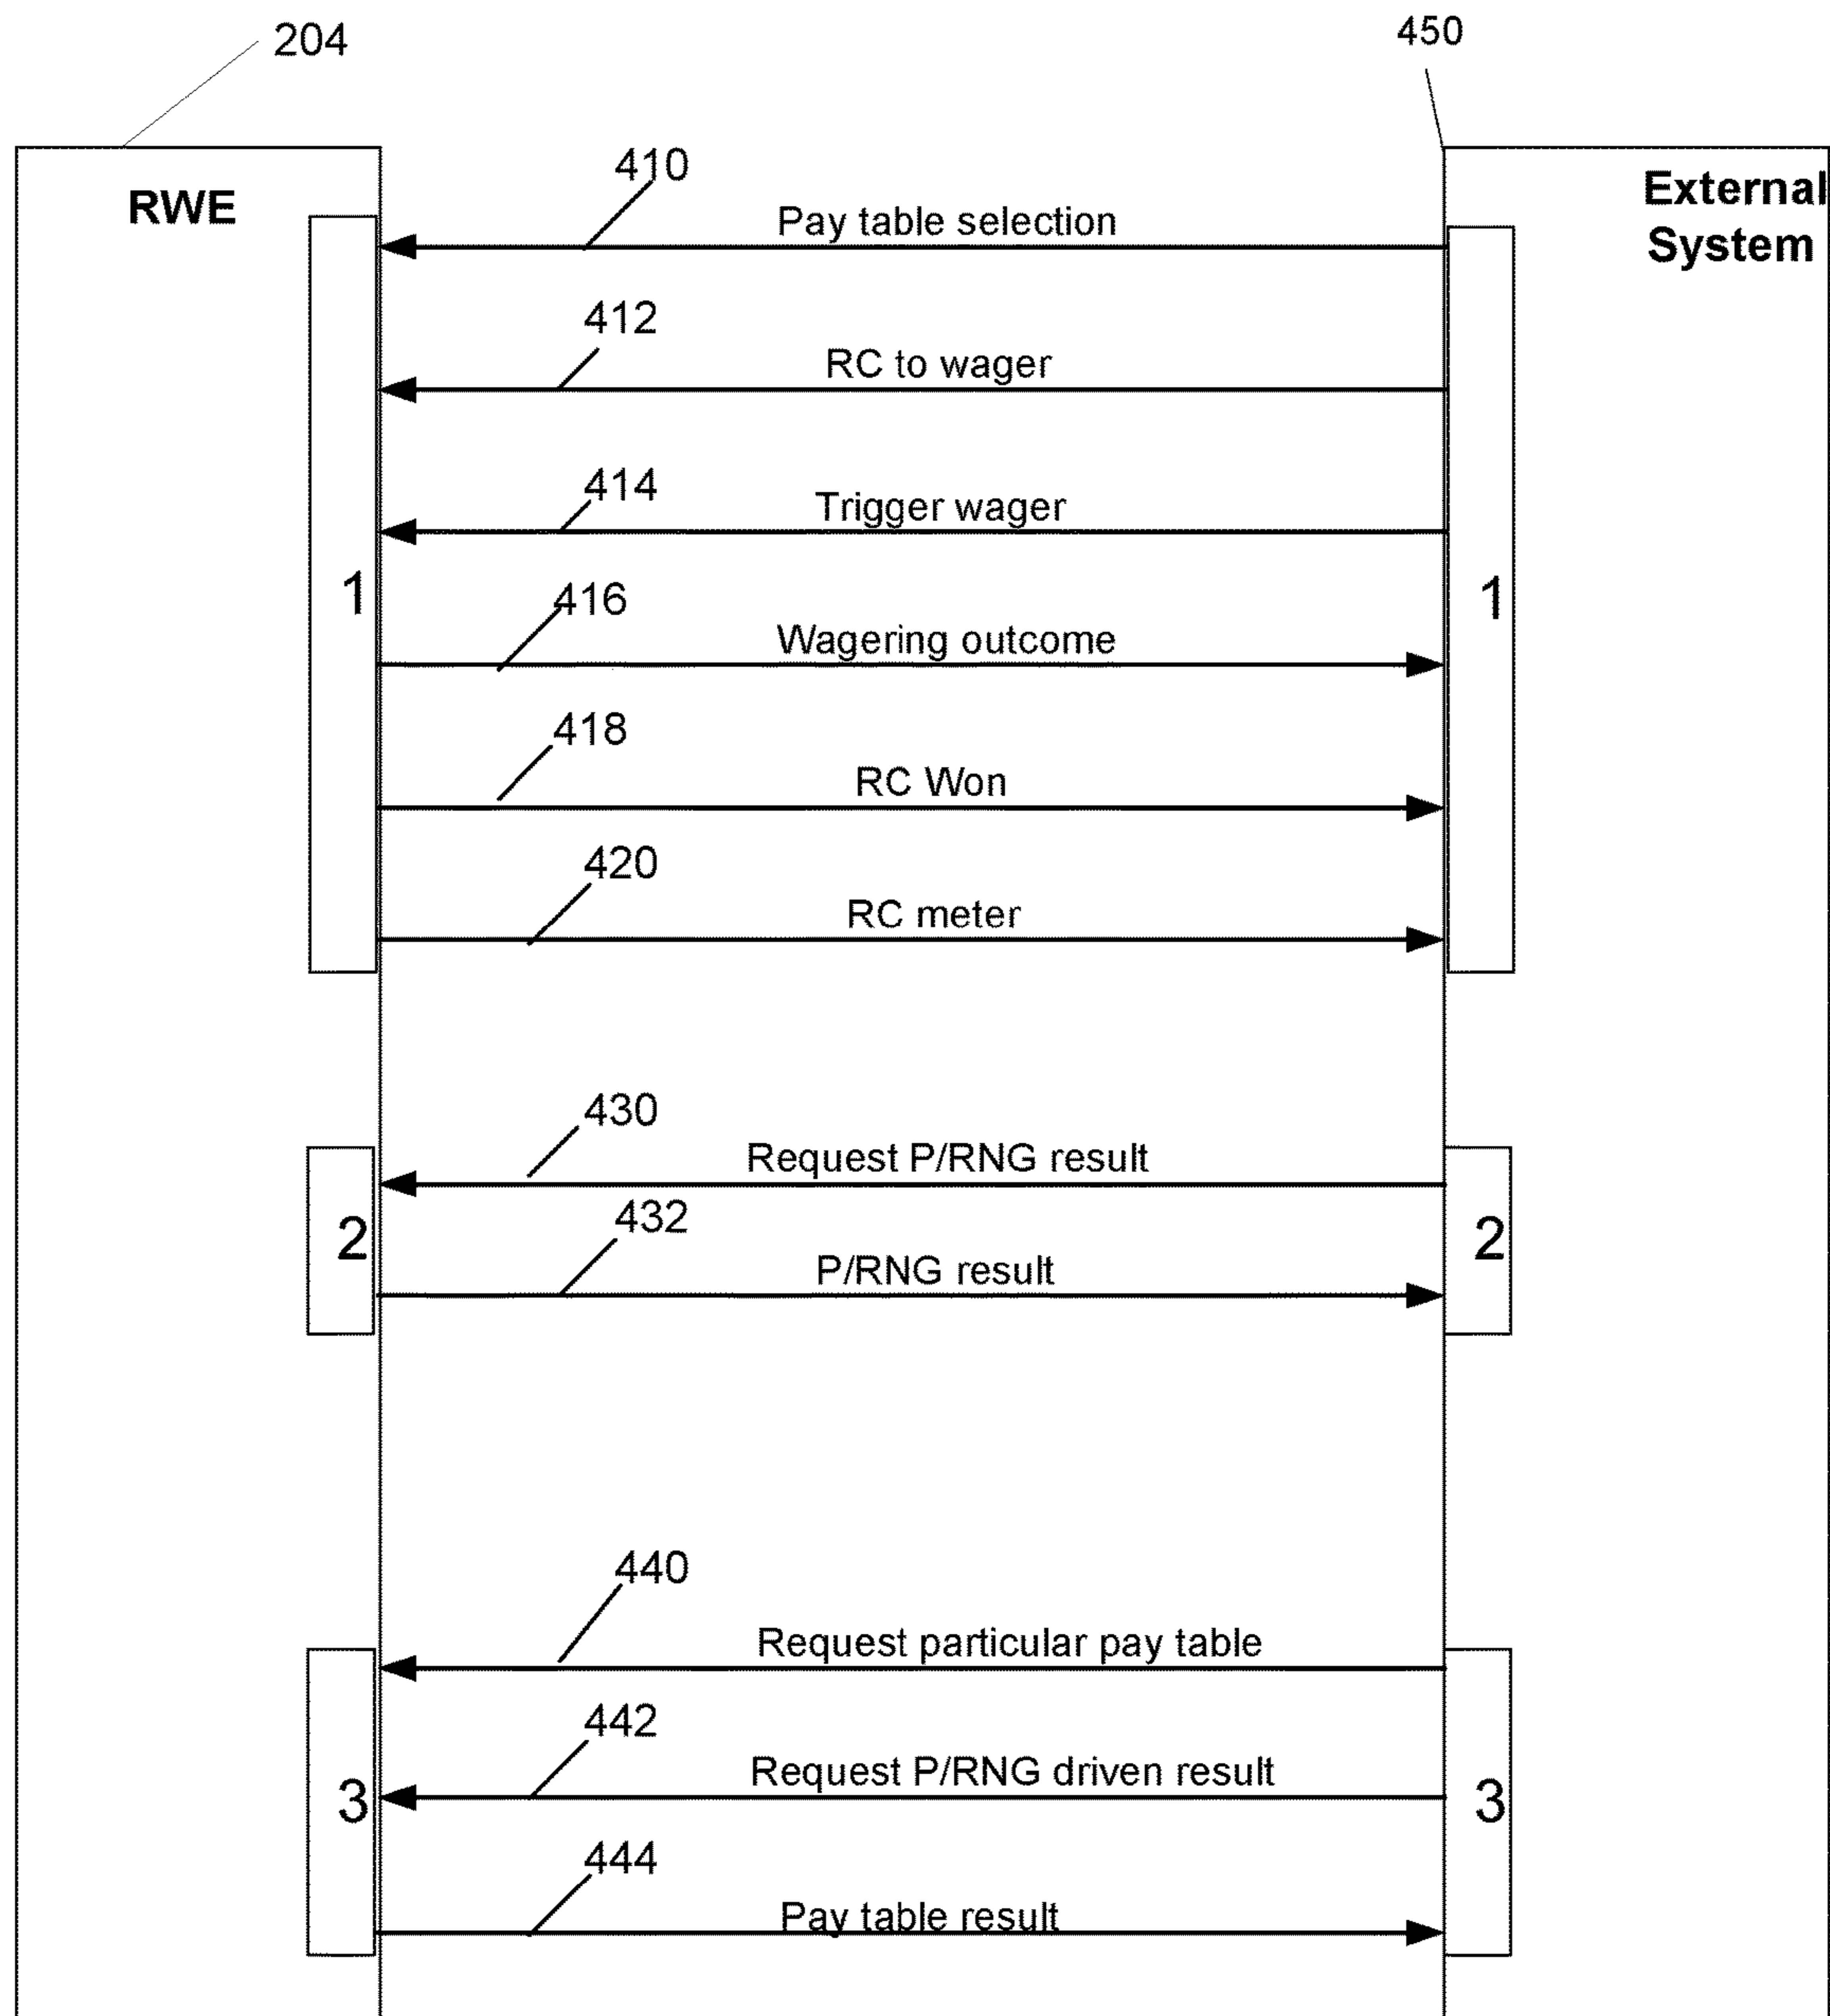 204
450
RWE
External
System
410
Pay table selection
412
RC to wager
414
Trigger wager
1
1
416
Wagering outcome
418
RC Won
420
RC meter
430
Request P/RNG result
2
2
432
P/RNG result
440
Request particular pay table
442
Request P/RNG driven result
3
3
444
Pay table result